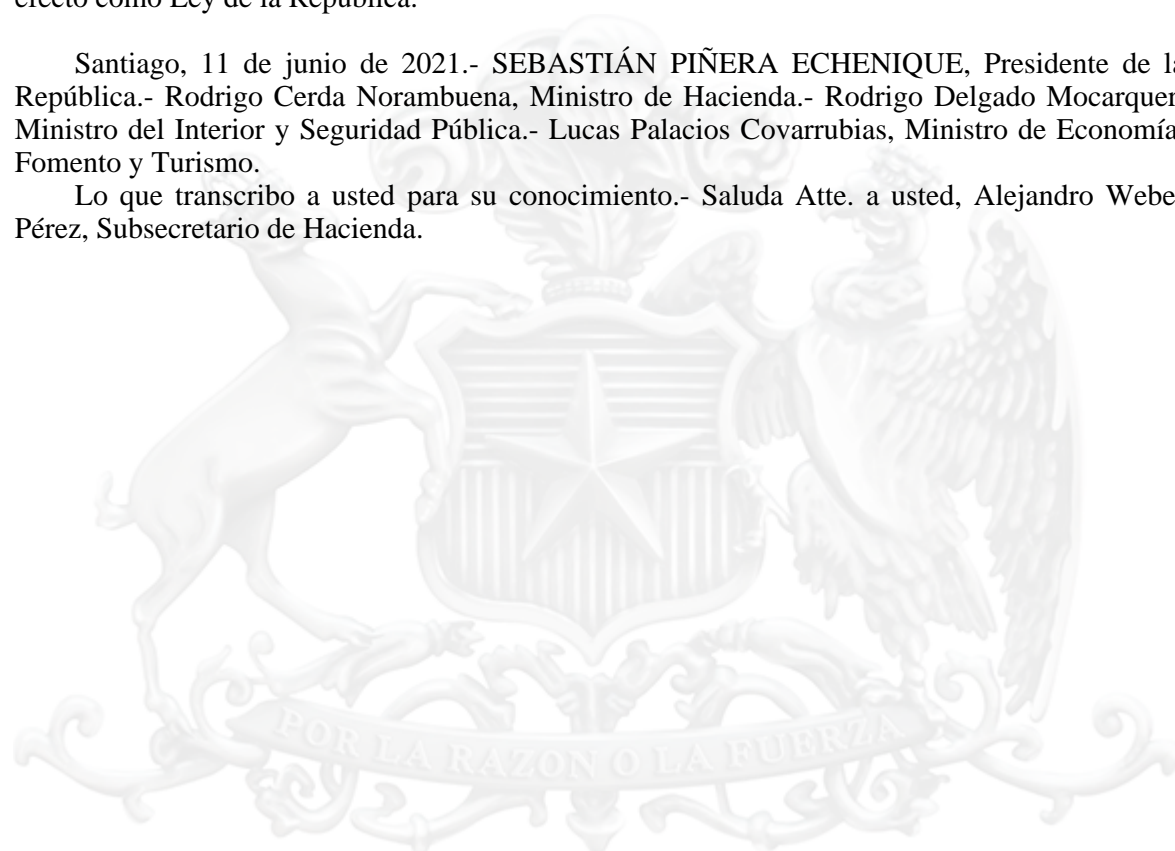 efecto como Ley de la República.
Santiago, 11 de junio de 2021.- SEBASTIÁN PIÑERA ECHENIQUE, Presidente de la
República.- Rodrigo Cerda Norambuena, Ministro de Hacienda.- Rodrigo Delgado Mocarquer
Ministro del Interior y Seguridad Pública.- Lucas Palacios Covarrubias, Ministro de Economía
Fomento y Turismo.
Lo que transcribo a usted para su conocimiento.- Saluda Atte. a usted, Alejandro Webe
Pérez, Subsecretario de Hacienda.
POR LA RAZON O LA FUERZA